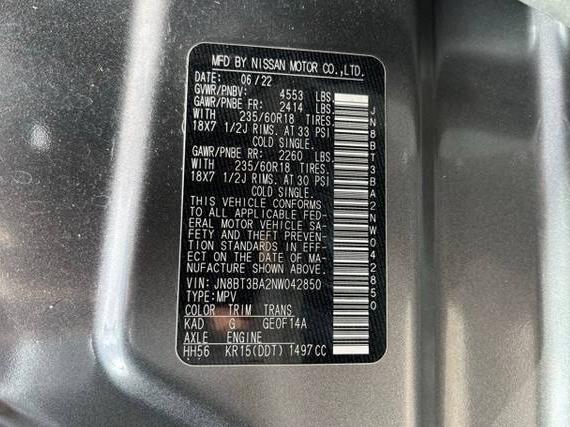 MFD BY NISSAN MOTOR CO.,LTD.
DATE: 06/22
GVWR/PNBV: 4553 LBS
GAWR/PNBE FR: 2414 LBS
WITH 235/60R18 TIRES
18X7 1/2J RIMS. AT 33 PSI
COLD SINGLE.
GAWR/PNBE RR: 2260 LBS
WITH 235/60R18 TIRES
18X7 1/2J RIMS. AT 30 PSI
COLD SINGLE.
THIS VEHICLE CONFORMS
TO ALL APPLICABLE FED-
ERAL MOTOR VEHICLE SA-
FETY AND THEFT PREVEN-
TION STANDARDS IN EFF-
ECT ON THE DATE OF MA-
NUFACTURE SHOWN ABOVE.
VIN: JN8BT3BA2NW042850
TYPE:MPV
COLOR TRIM TRANS
KAD G GE0F14A
AXLE ENGINE
HH56 KR15(DDT) 1497CC
JN8BT3BA2NW042850